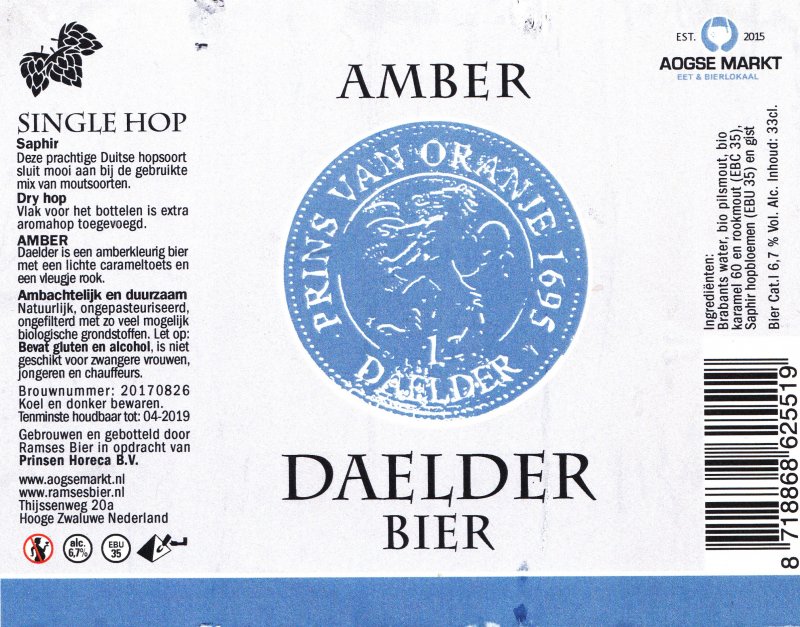 SINGLE HOP
Saphir
Deze prachtige Duitse hopsoort
sluit mooi aan bij de gebruikte
mix van moutsoorten.
Dry hop
Vlak voor het bottelen is extra
aromahop toegevoegd.
AMBER
Daelder is een amberkleurig bier
met een lichte carameltoets en
een vleugje rook.
Ambachtelijk en duurzaam
Natuurlijk, ongepasteuriseerd,
ongefilterd met zo veel mogelijk
biologische grondstoffen. Let op:
Bevat gluten en alcohol, is niet
geschikt voor zwangere vrouwen,
jongeren en chauffeurs.
Brouwnummer: 20170826
Koel en donker bewaren.
Tenminste houdbaar tot: 04-2019
Gebrouwen en gebotteld door
Ramses Bier in opdracht van
Prinsen Horeca B.V.
www.aogsemarkt.nl
www.ramsesbier.nl
Thijssenweg 20a
Hooge Zwaluwe Nederland
alc.
6,7%
EBU
35
AMBER
PRINS VAN ORANJE 1695
1
DAELDER
DAELDER
BIER
EST. 2015
AOGSE MARKT
EET & BIERLOKAAL
Ingrediënten:
Brabants water, bio pilsmout, bio
karamel 60 en rookmout (EBC 35),
Saphir hopbloemen (EBU 35) en gist
Bier Cat.I 6,7 % Vol. Alc. Inhoud: 33cl.
8 718868 625519